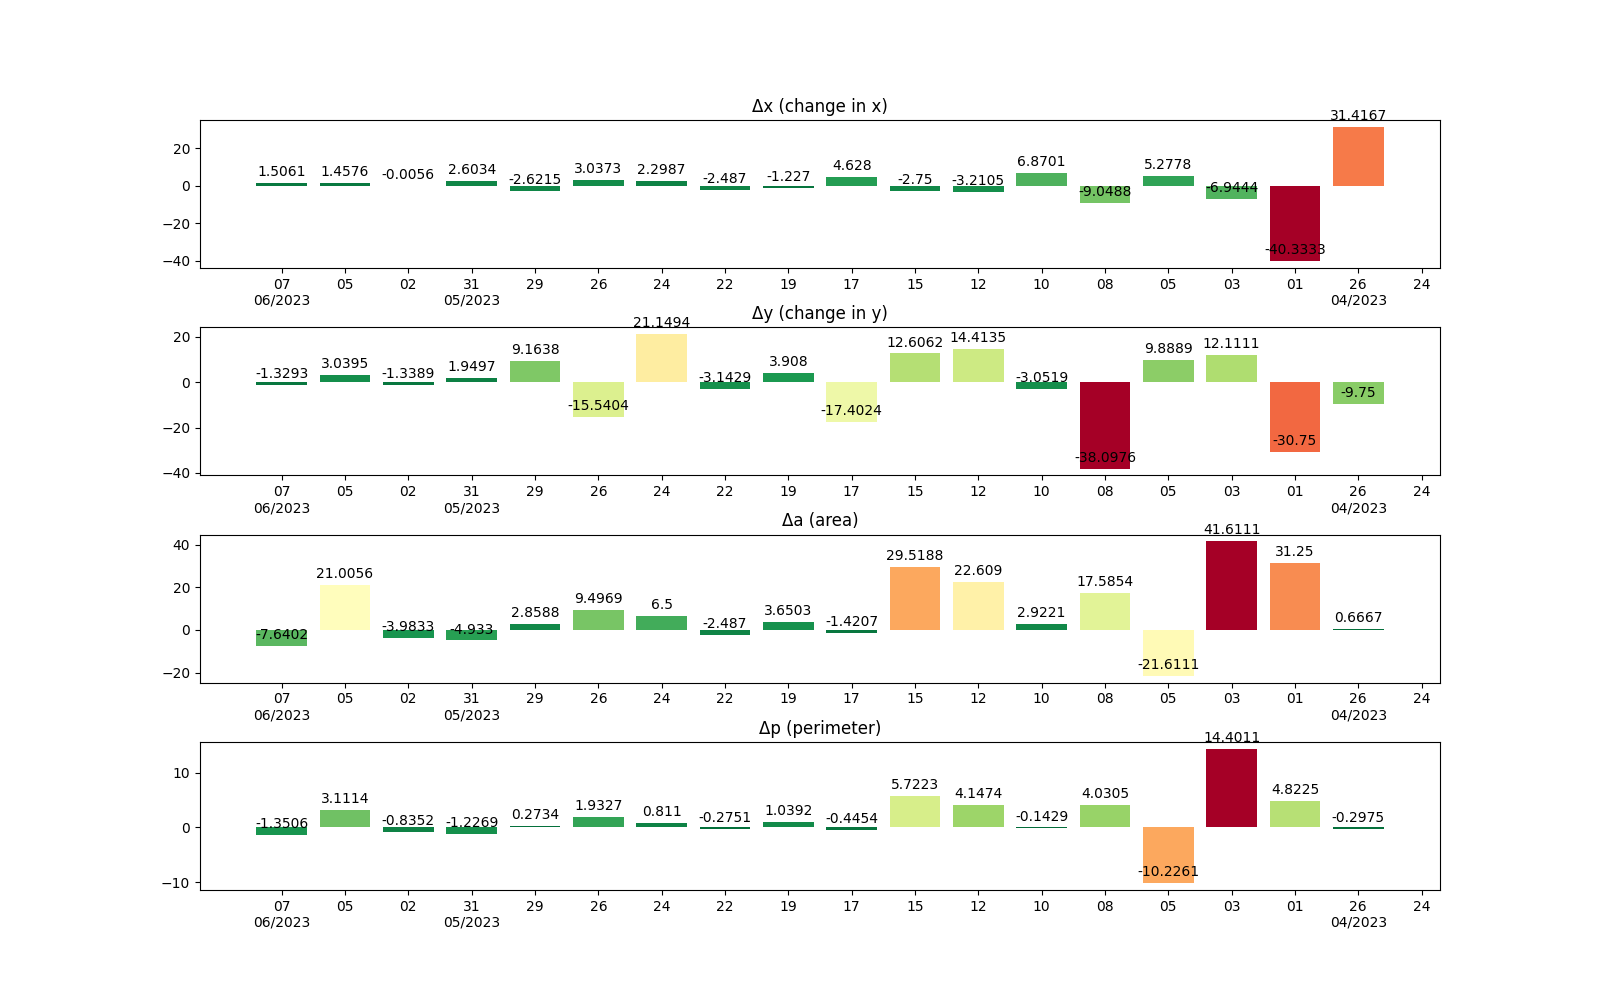 Δx (change in x)
31.4167
1.5061 1.4576 -0.0056 2.6034 -2.6215 3.0373 2.2987 -2.487 -1.227 4.628 -2.75 -3.2105 6.8701 -9.0488 5.2778 -6.9444 -40.3333
20
0
−20
−40
07 05 02 31 29 26 24 22 19 17 15 12 10 08 05 03 01 26 24
06/2023 05/2023 04/2023
Δy (change in y)
-1.3293 3.0395 -1.3389 1.9497 9.1638 -15.5404 21.1494 -3.1429 3.908 -17.4024 12.6062 14.4135 -3.0519 -38.0976 9.8889 12.1111 -30.75 -9.75
20
0
−20
−40
07 05 02 31 29 26 24 22 19 17 15 12 10 08 05 03 01 26 24
06/2023 05/2023 04/2023
Δa (area)
-7.6402 21.0056 -3.9833 -4.933 2.8588 9.4969 6.5 -2.487 3.6503 -1.4207 29.5188 22.609 2.9221 17.5854 -21.6111 41.6111 31.25 0.6667
40
20
0
−20
07 05 02 31 29 26 24 22 19 17 15 12 10 08 05 03 01 26 24
06/2023 05/2023 04/2023
Δp (perimeter)
-1.3506 3.1114 -0.8352 -1.2269 0.2734 1.9327 0.811 -0.2751 1.0392 -0.4454 5.7223 4.1474 -0.1429 4.0305 -10.2261 14.4011 4.8225 -0.2975
10
0
−10
07 05 02 31 29 26 24 22 19 17 15 12 10 08 05 03 01 26 24
06/2023 05/2023 04/2023